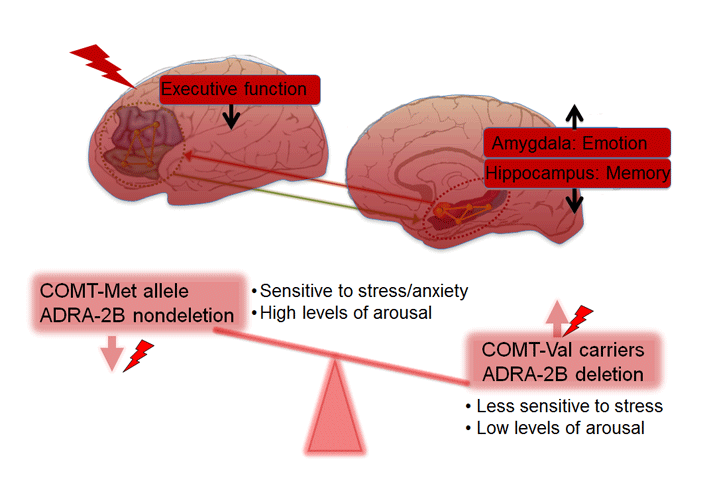 Executive function
Amygdala: Emotion
Hippocampus: Memory
COMT-Met allele
ADRA-2B nondeletion
•Sensitive to stress/anxiety
•High levels of arousal
COMT-Val carriers
ADRA-2B deletion
• Less sensitive to stress
• Low levels of arousal